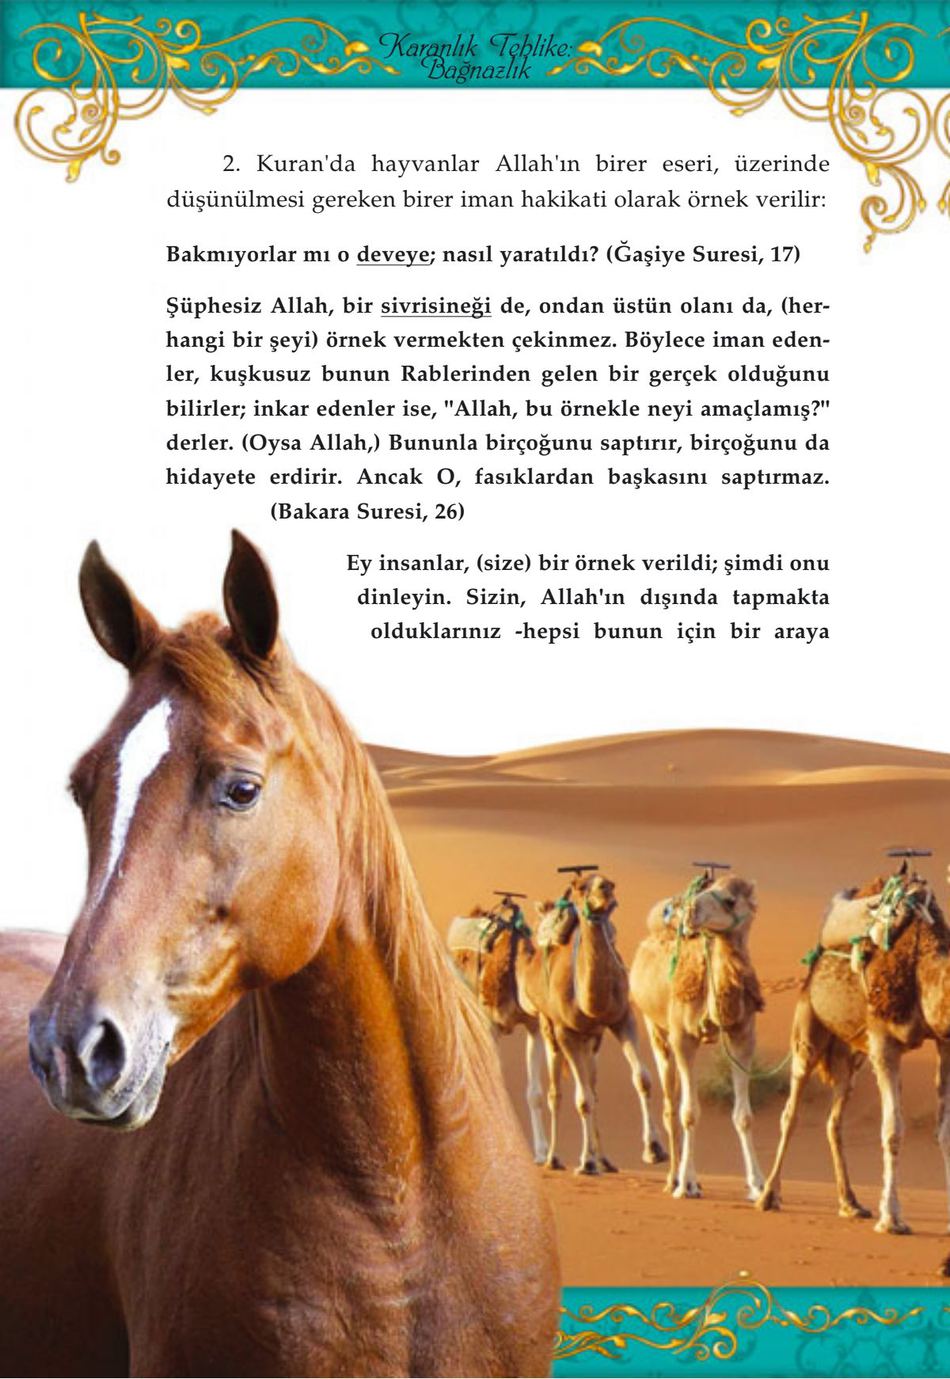 Karanlık Tehlike:
Bağnazlık
2. Kuran'da hayvanlar Allah'ın birer eseri, üzerinde
düşünülmesi gereken birer iman hakikati olarak örnek verilir:
Bakmıyorlar mı o deveye; nasıl yaratıldı? (Ğaşiye Suresi, 17)
Şüphesiz Allah, bir sivrisineği de, ondan üstün olanı da, (her-
hangi bir şeyi) örnek vermekten çekinmez. Böylece iman eden-
ler, kuşkusuz bunun Rablerinden gelen bir gerçek olduğunu
bilirler; inkar edenler ise, "Allah, bu örnekle neyi amaçlamış?"
derler. (Oysa Allah,) Bununla birçoğunu saptırır, birçoğunu da
hidayete erdirir. Ancak O, fasıklardan başkasını saptırmaz.
(Bakara Suresi, 26)
Ey insanlar, (size) bir örnek verildi; şimdi onu
dinleyin. Sizin, Allah'ın dışında tapmakta
olduklarınız -hepsi bunun için bir araya